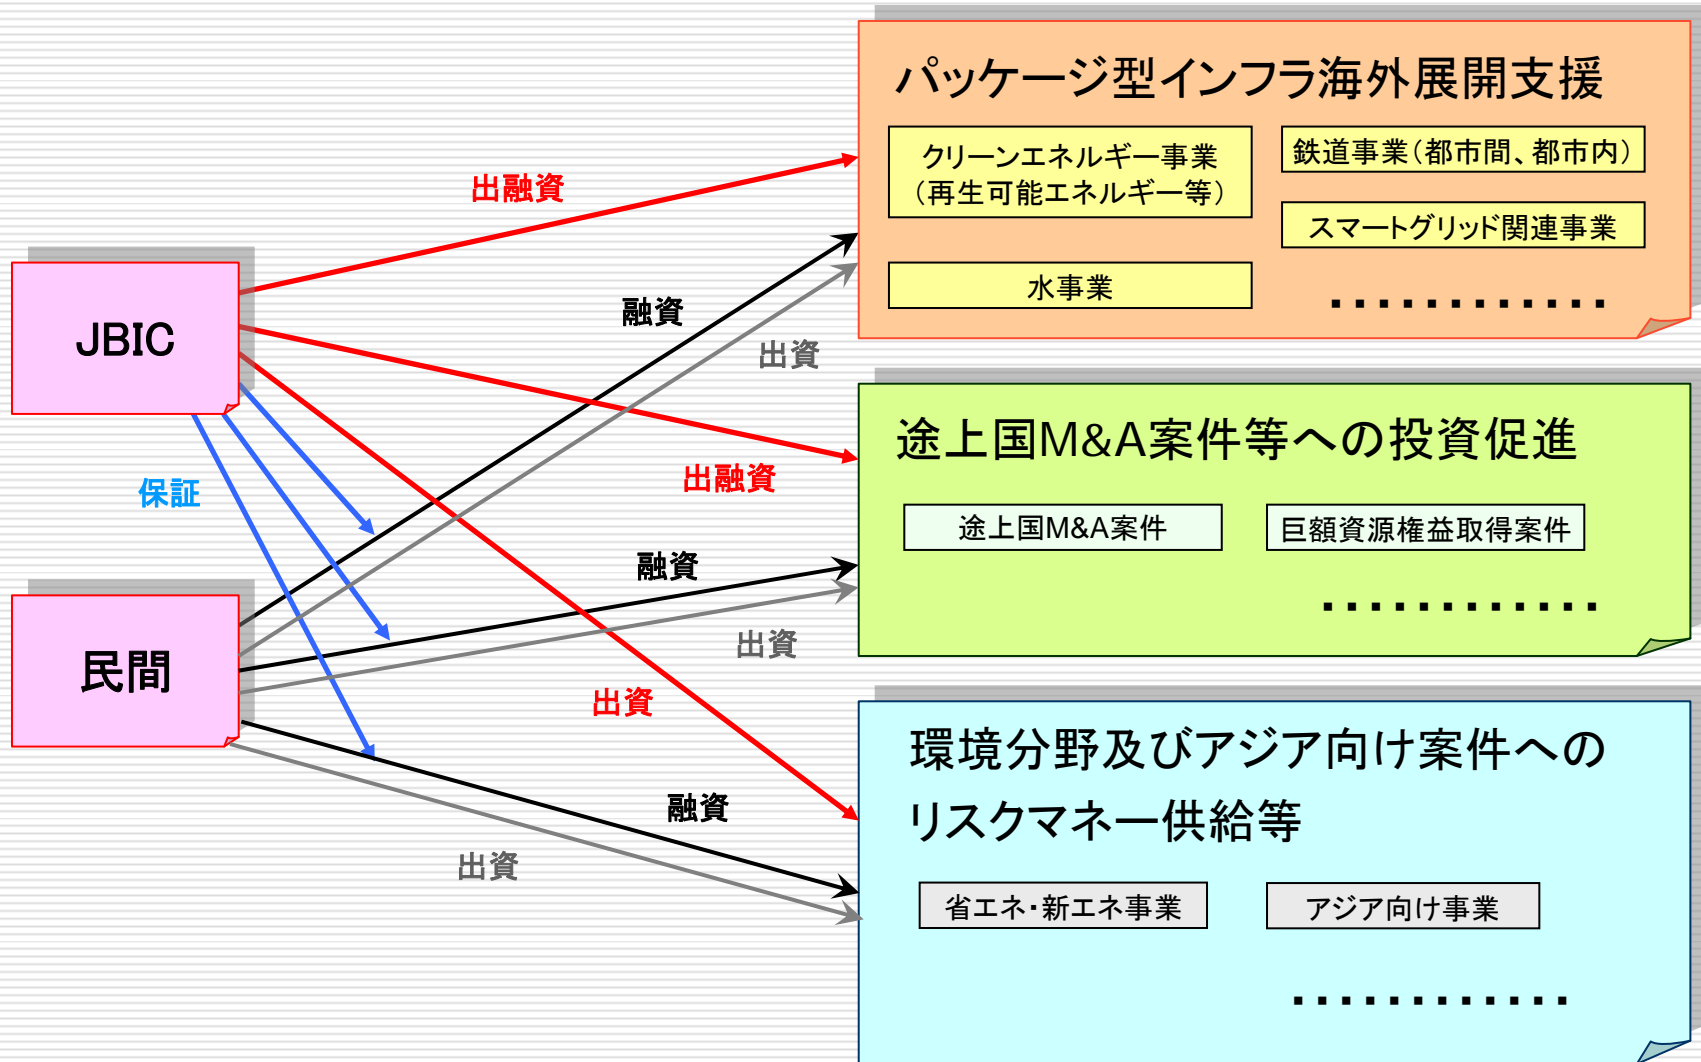 パッケージ型インフラ海外展開支援
クリーンエネルギー事業
（再生可能エネルギー等）
鉄道事業（都市間、都市内）
スマートグリッド関連事業
水事業
‥‥‥‥‥‥
出融資
融資
出資
JBIC
途上国M&A案件等への投資促進
出融資
途上国M&A案件
巨額資源権益取得案件
‥‥‥‥‥‥
保証
融資
出資
民間
出資
環境分野及びアジア向け案件への
リスクマネー供給等
融資
出資
省エネ・新エネ事業
アジア向け事業
‥‥‥‥‥‥